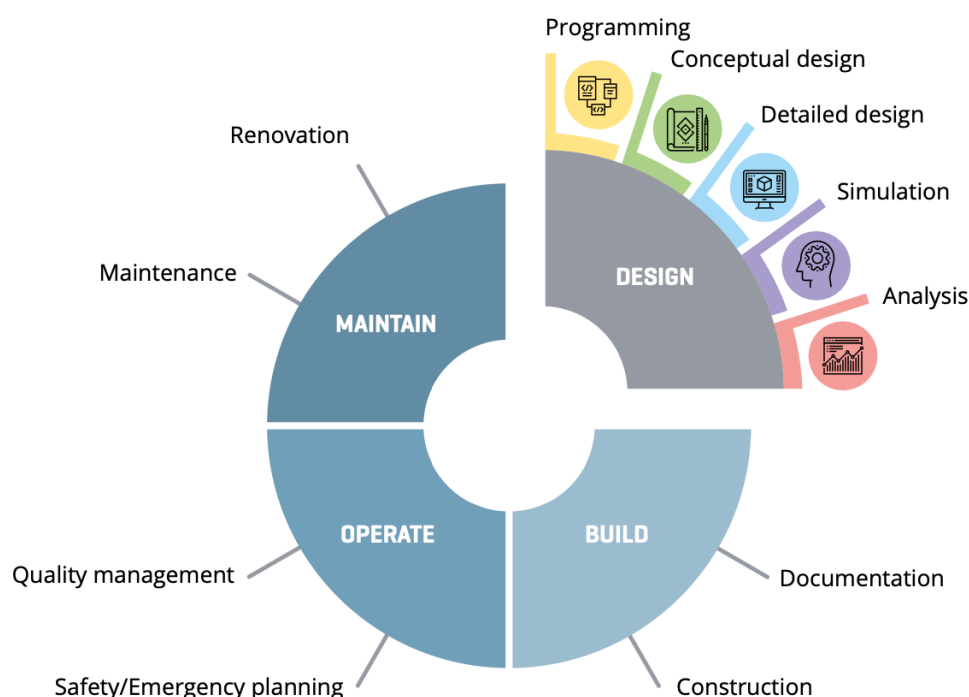 Programming
Conceptual design
Detailed design
Simulation
Analysis
DESIGN
Renovation
Maintenance
MAINTAIN
OPERATE
BUILD
Quality management
Documentation
Safety/Emergency planning
Construction